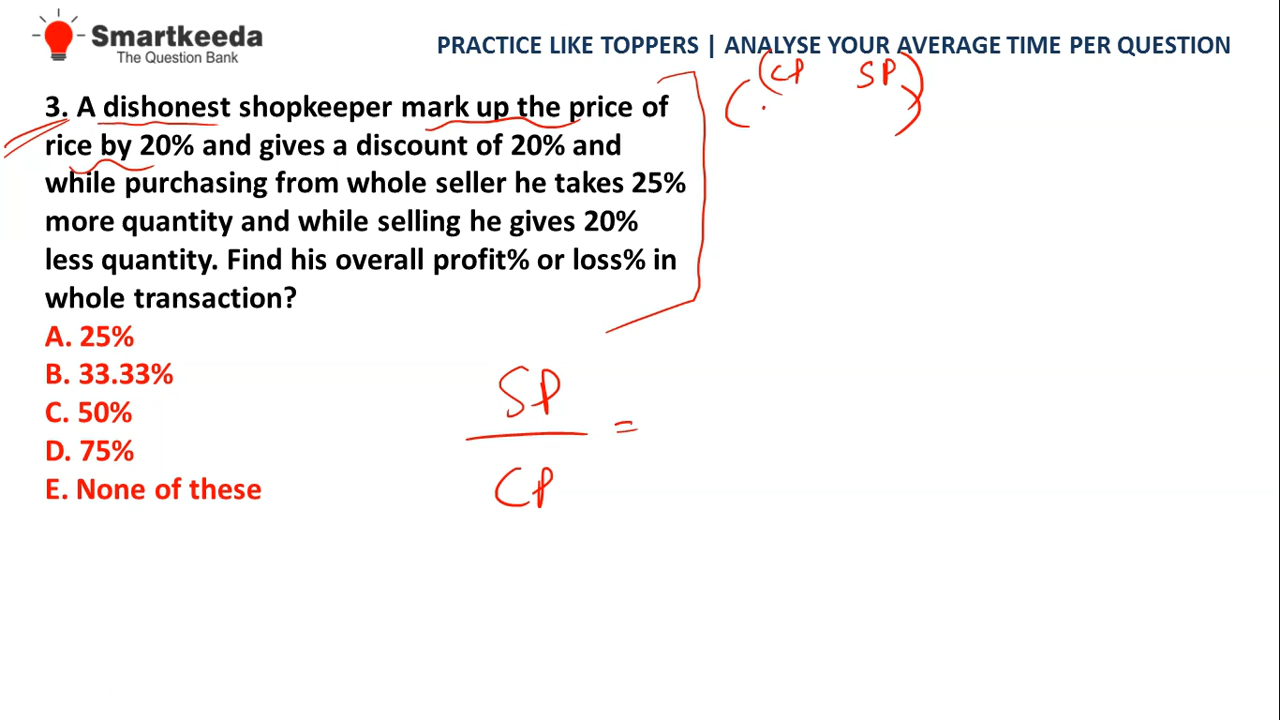 Smartkeeda
The Question Bank
PRACTICE LIKE TOPPERS | ANALYSE YOUR AVERAGE TIME PER QUESTION
(CP SP)
( )
3. A dishonest shopkeeper mark up the price of
rice by 20% and gives a discount of 20% and
while purchasing from whole seller he takes 25%
more quantity and while selling he gives 20%
less quantity. Find his overall profit% or loss% in
whole transaction?
A. 25%
B. 33.33%
C. 50%
D. 75%
E. None of these
SP
=
CP